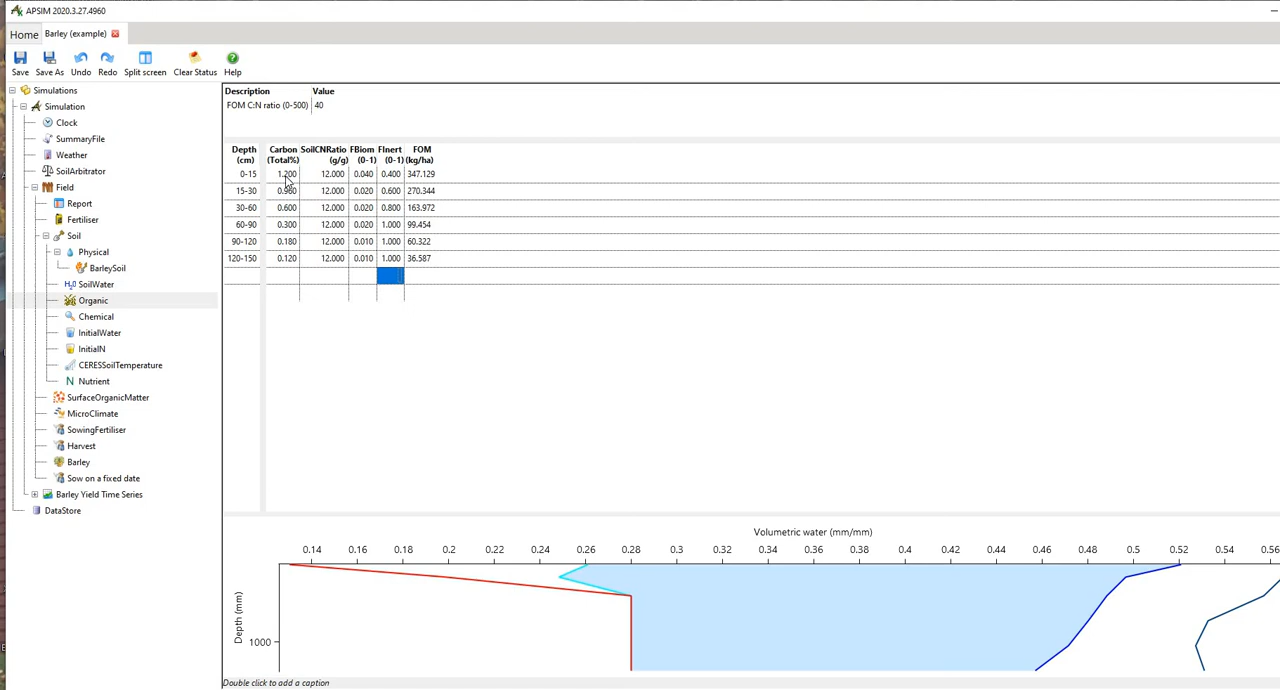 APSIM 2020.3.27.4960
Home Barley (example)
Save Save As Undo Redo Split screen Clear Status Help
Simulations
Simulation
Clock
SummaryFile
Weather
SoilArbitrator
Field
Report
Fertiliser
Soil
Physical
BarleySoil
SoilWater
Organic
Chemical
InitialWater
InitialN
CERESSoilTemperature
Nutrient
SurfaceOrganicMatter
MicroClimate
SowingFertiliser
Harvest
Barley
Sow on a fixed date
Barley Yield Time Series
DataStore
Description Value
FOM C:N ratio (0-500) 40
Depth Carbon SoilCNRatio FBiom FInert FOM
(cm) (Total%) (g/g) (0-1) (0-1) (kg/ha)
0-15 1.200 12.000 0.040 0.400 347.129
15-30 0.960 12.000 0.020 0.600 270.344
30-60 0.600 12.000 0.020 0.800 163.972
60-90 0.300 12.000 0.020 1.000 99.454
90-120 0.180 12.000 0.010 1.000 60.322
120-150 0.120 12.000 0.010 1.000 36.587
Volumetric water (mm/mm)
0.14 0.16 0.18 0.2 0.22 0.24 0.26 0.28 0.3 0.32 0.34 0.36 0.38 0.4 0.42 0.44 0.46 0.48 0.5 0.52 0.54 0.56
Depth (mm)
1000
Double click to add a caption